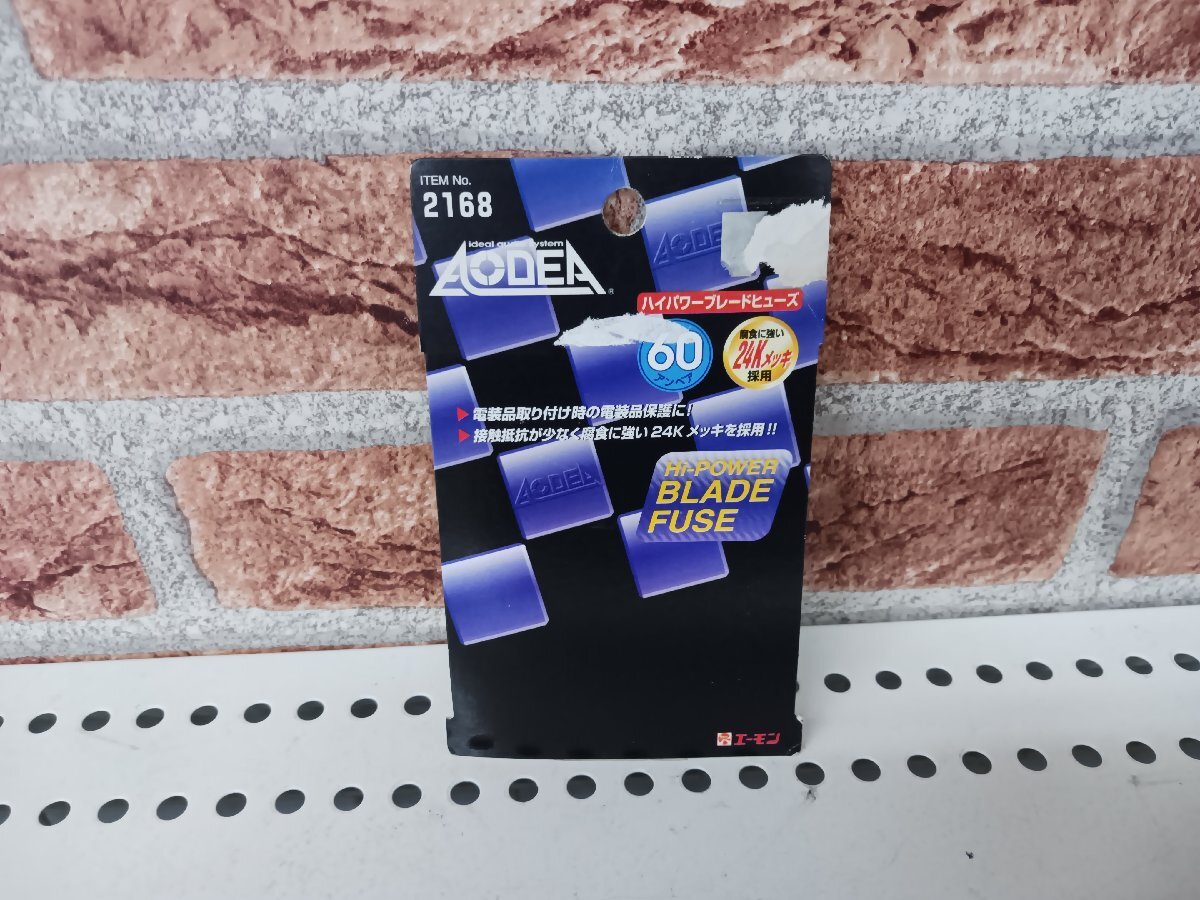 ITEM No.
2168
ideal audio system
AODEA
®
AODEA
ハイパワーブレードヒューズ
60
アンペア
腐食に強い
24Kメッキ
採用
▶ 電装品取り付け時の電装品保護に!
▶ 接触抵抗が少なく腐食に強い 24K メッキを採用!!
AODEA
Hi-POWER
BLADE
FUSE
エーモン